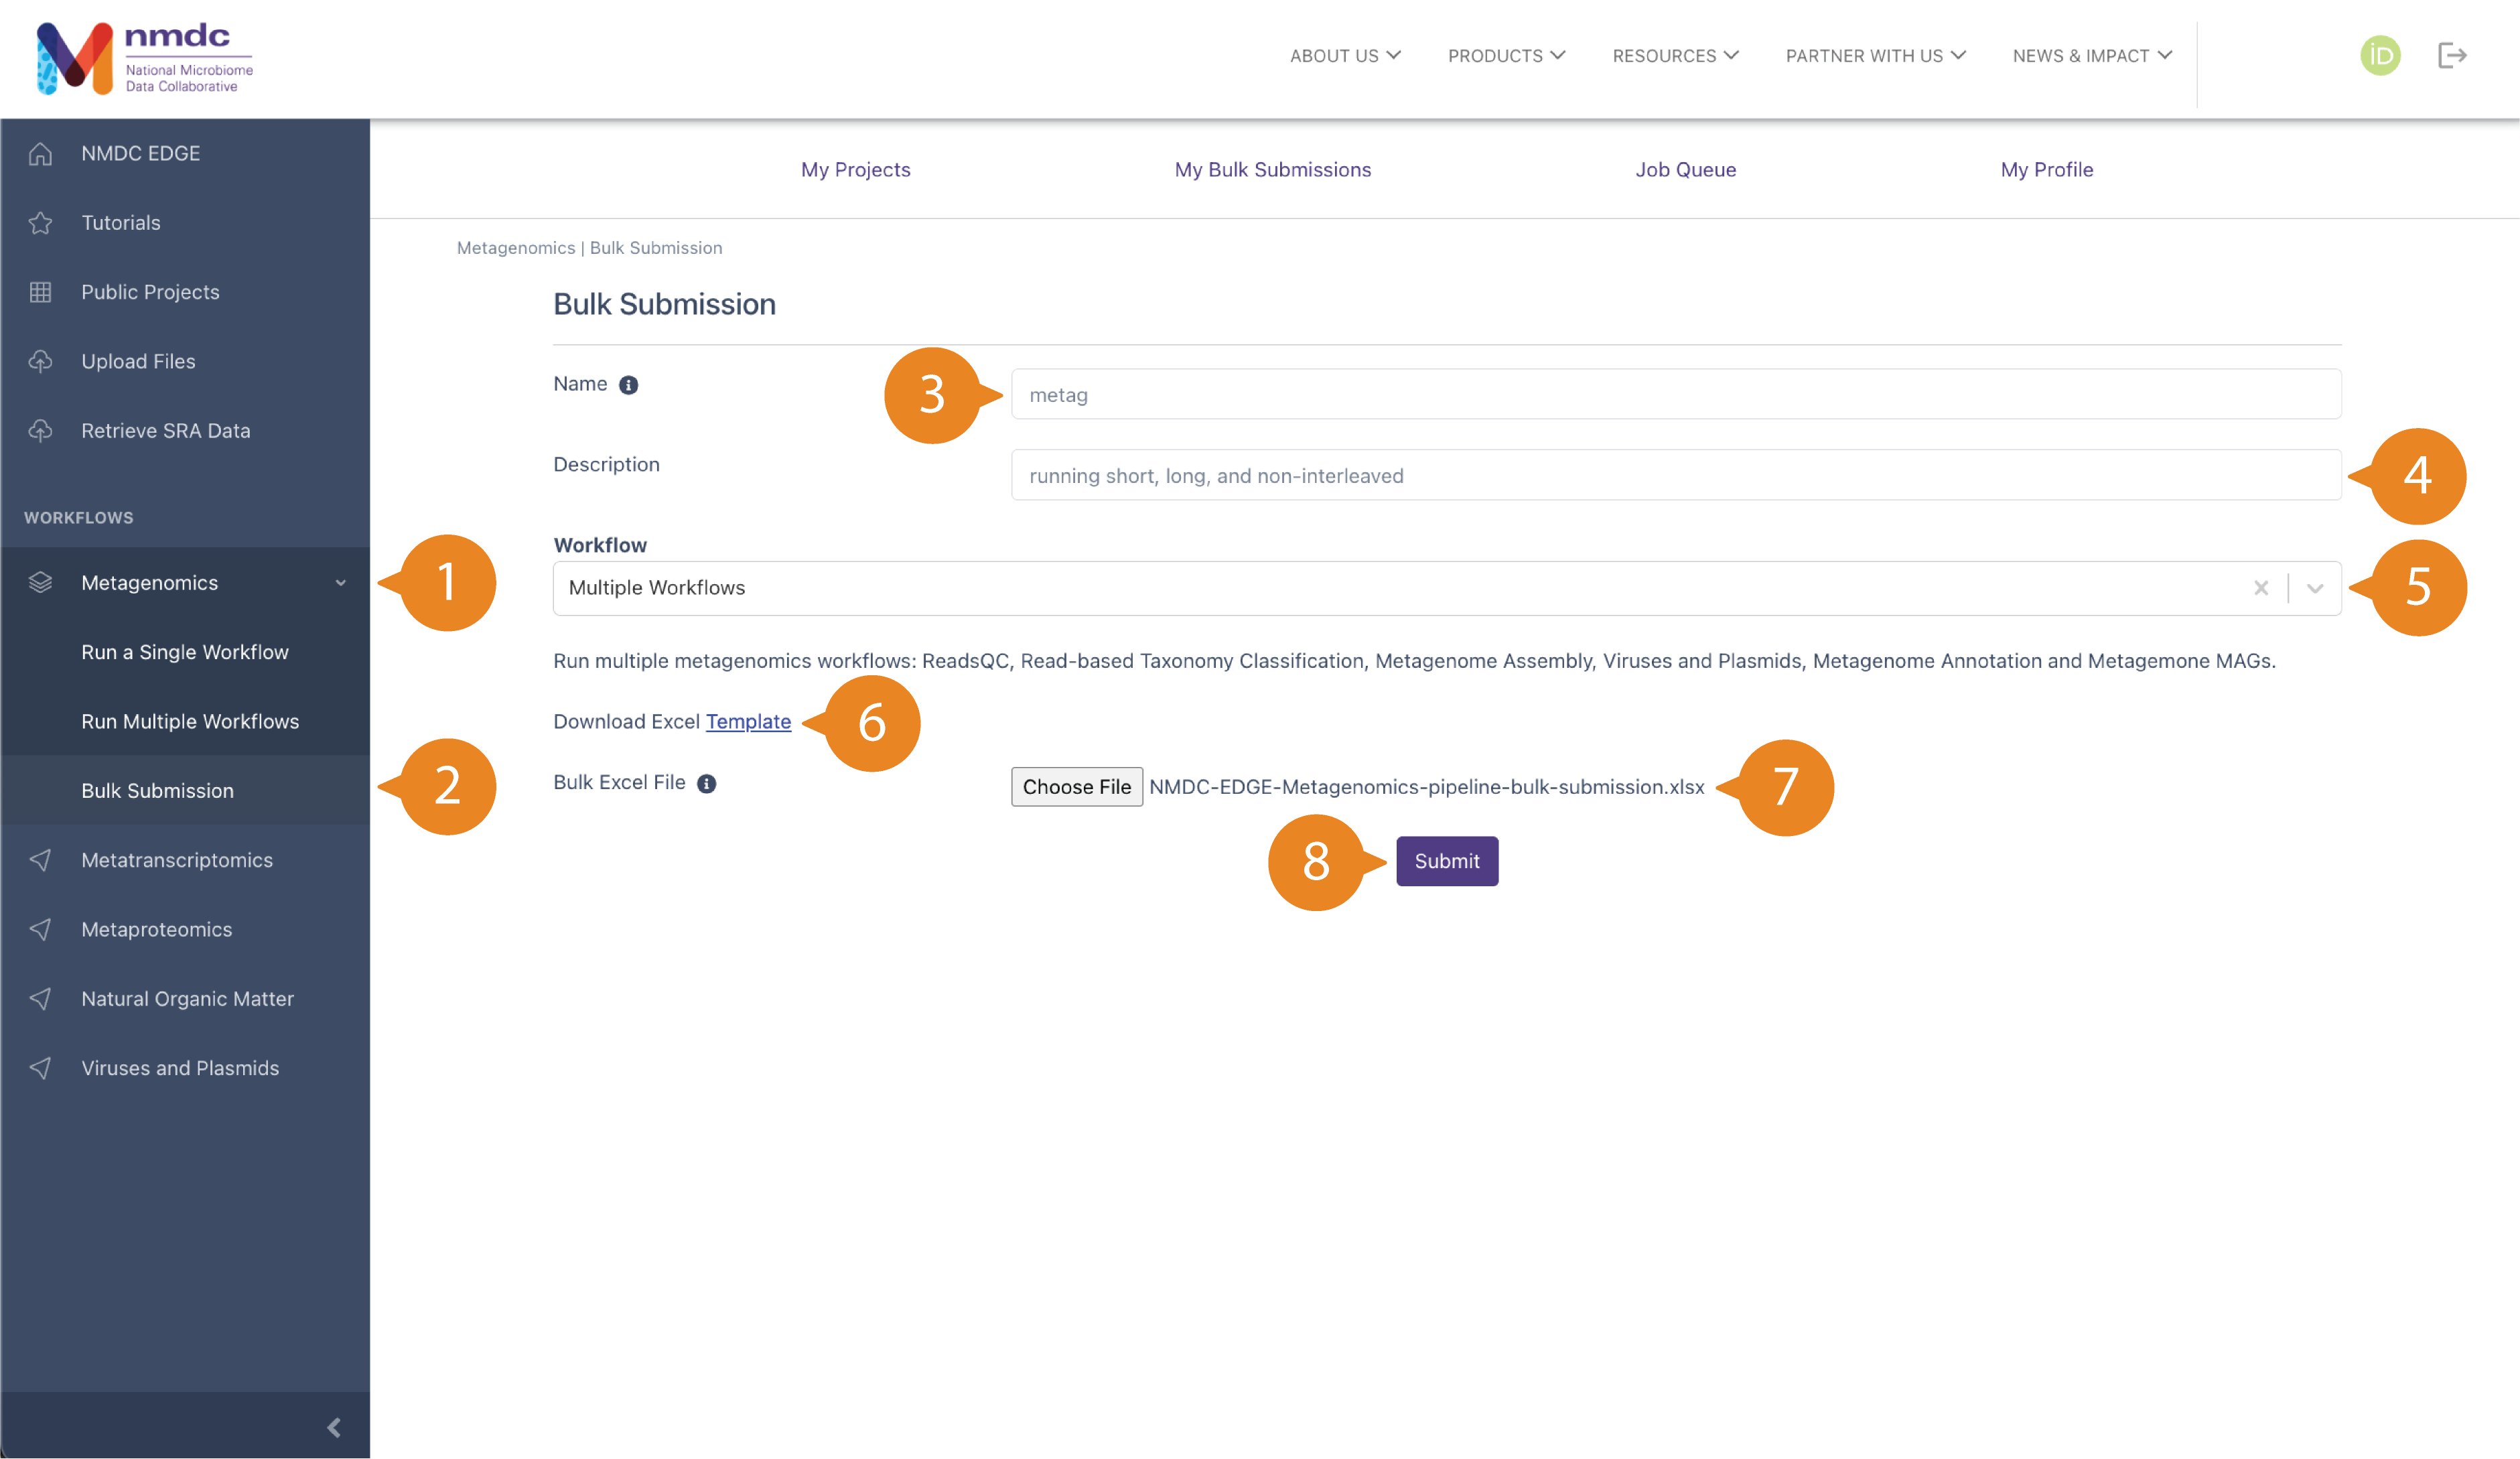 nmdc
National Microbiome
Data Collaborative
ABOUT US
PRODUCTS
RESOURCES
PARTNER WITH US
NEWS & IMPACT
iD
NMDC EDGE
Tutorials
Public Projects
Upload Files
Retrieve SRA Data
WORKFLOWS
Metagenomics
1
Run a Single Workflow
Run Multiple Workflows
Bulk Submission
2
Metatranscriptomics
Metaproteomics
Natural Organic Matter
Viruses and Plasmids
My Projects
My Bulk Submissions
Job Queue
My Profile
Metagenomics | Bulk Submission
Bulk Submission
Name
3
metag
Description
running short, long, and non-interleaved
4
Workflow
Multiple Workflows
5
Run multiple metagenomics workflows: ReadsQC, Read-based Taxonomy Classification, Metagenome Assembly, Viruses and Plasmids, Metagenome Annotation and Metagemone MAGs.
Download Excel Template
6
Bulk Excel File
Choose File NMDC-EDGE-Metagenomics-pipeline-bulk-submission.xlsx
7
8
Submit